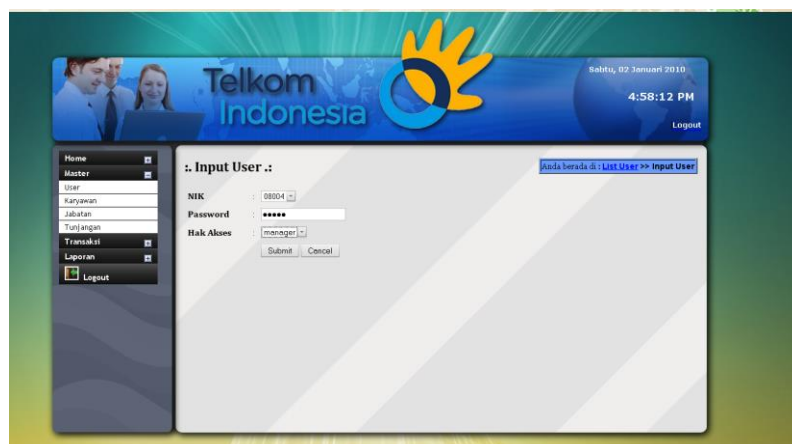 Telkom
Indonesia
Sabtu, 02 Januari 2010
4:58:12 PM
Logout
Home
Master
User
Karyawan
Jabatan
Tunjangan
Transaksi
Laporan
Logout
:. Input User .:
Anda berada di : List User >> Input User
NIK : 08004
Password : •••••
Hak Akses : manager
Submit Cancel